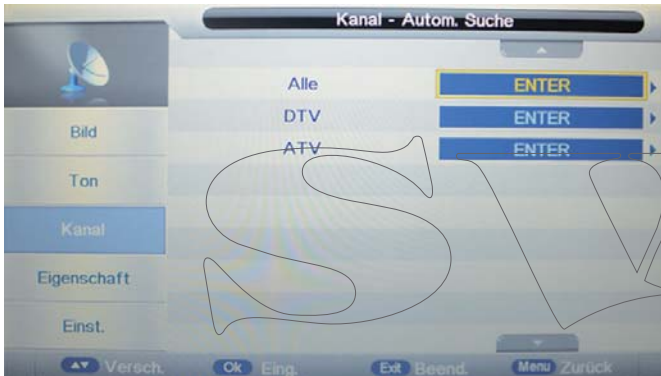 Kanal - Autom. Suche
Alle ENTER
DTV ENTER
ATV ENTER
Bild
Ton
Kanal
Eigenschaft
Einst.
▲▼ Versch. Ok Eing. Exit Beend. Menu Zurück